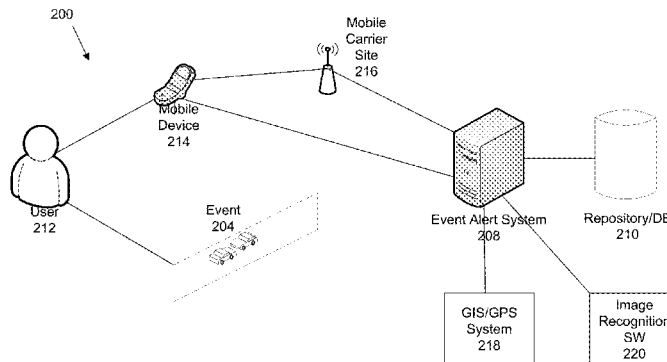 200
Mobile
Carrier
Site
216
Mobile
Device
214
User
212
Event
204
Event Alert System
208
Repository/DB
210
GIS/GPS
System
218
Image
Recognition
SW
220